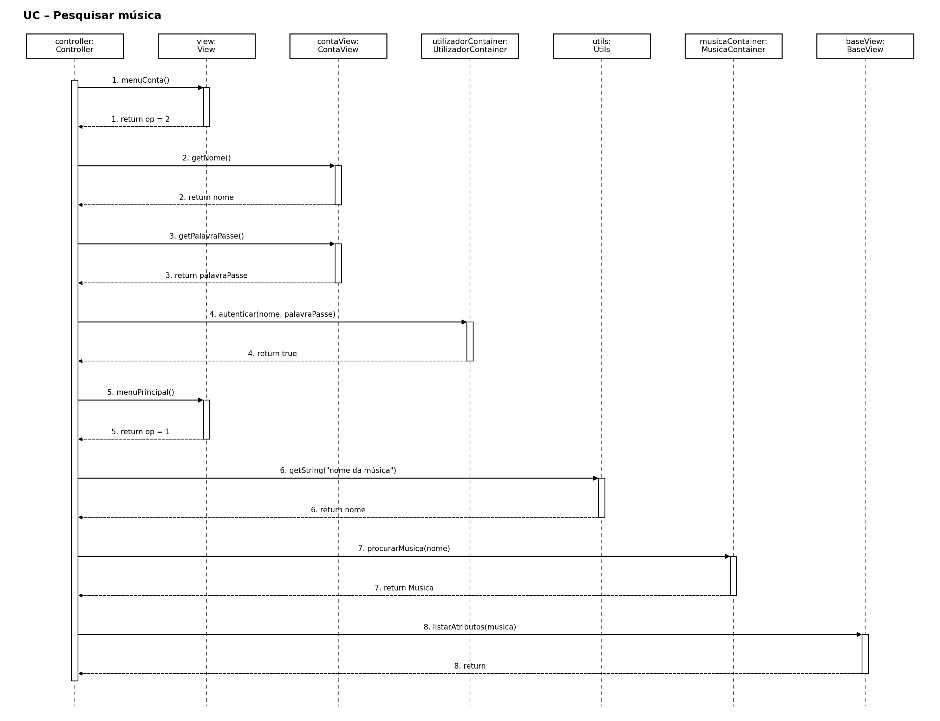 UC – Pesquisar música
controller:
Controller
view:
View
contaView:
ContaView
utilizadorContainer:
UtilizadorContainer
utils:
Utils
musicaContainer:
MusicaContainer
baseView:
BaseView
1. menuConta()
1. return op = 2
2. getNome()
2. return nome
3. getPalavraPasse()
3. return palavraPasse
4. autenticar(nome, palavraPasse)
4. return true
5. menuPrincipal()
5. return op = 1
6. getString("nome da música")
6. return nome
7. procurarMusica(nome)
7. return Musica
8. listarAtributos(musica)
8. return